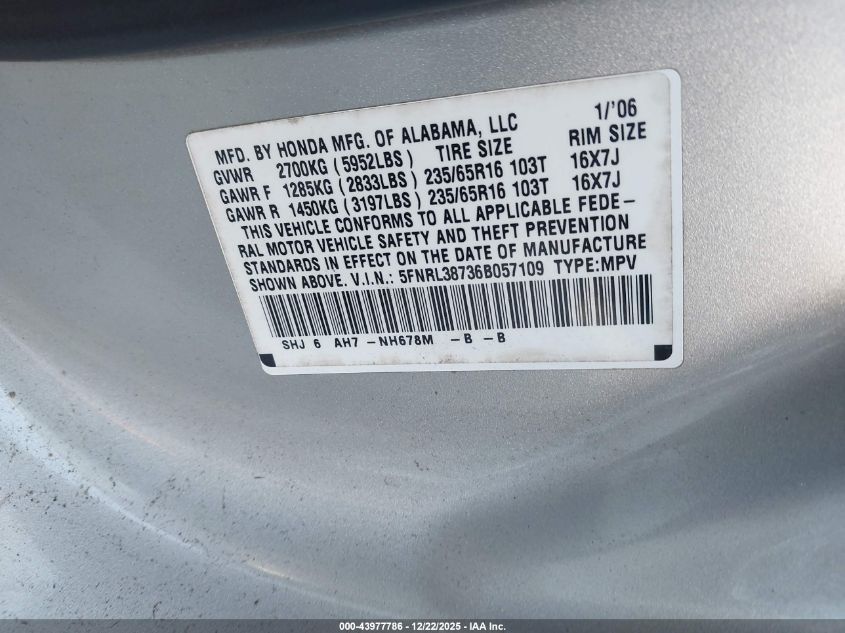 MFD. BY HONDA MFG. OF ALABAMA, LLC 1/'06
GVWR 2700KG (5952LBS) TIRE SIZE RIM SIZE
GAWR F 1285KG (2833LBS) 235/65R16 103T 16X7J
GAWR R 1450KG (3197LBS) 235/65R16 103T 16X7J
THIS VEHICLE CONFORMS TO ALL APPLICABLE FEDE-
RAL MOTOR VEHICLE SAFETY AND THEFT PREVENTION
STANDARDS IN EFFECT ON THE DATE OF MANUFACTURE
SHOWN ABOVE. V.I.N.: 5FNRL38736B057109 TYPE:MPV
SHJ 6 AH7 -NH678M -B -B
000-43977786 - 12/22/2025 - IAA Inc.